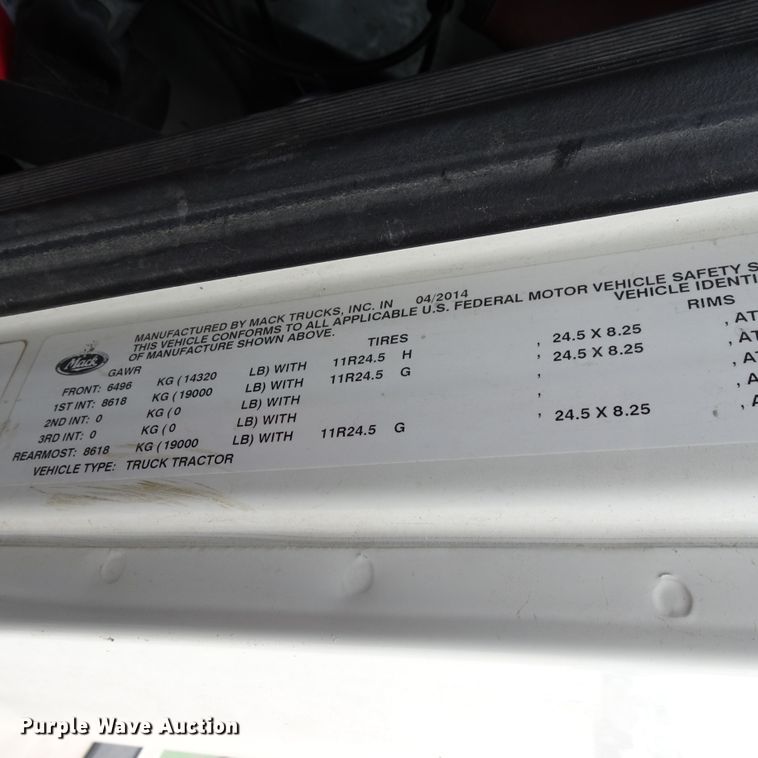 MANUFACTURED BY MACK TRUCKS, INC. IN 04/2014
THIS VEHICLE CONFORMS TO ALL APPLICABLE U.S. FEDERAL MOTOR VEHICLE SAFETY S
OF MANUFACTURE SHOWN ABOVE. VEHICLE IDENTI
Mack
GAWR TIRES RIMS
FRONT: 6496 KG ( 14320 LB) WITH 11R24.5 H , 24.5 X 8.25 , AT
1ST INT: 8618 KG ( 19000 LB) WITH 11R24.5 G , 24.5 X 8.25 , AT
2ND INT: 0 KG ( 0 LB) WITH , , A
3RD INT: 0 KG ( 0 LB) WITH ,
REARMOST: 8618 KG ( 19000 LB) WITH 11R24.5 G , 24.5 X 8.25 , A
VEHICLE TYPE: TRUCK TRACTOR
Purple Wave Auction